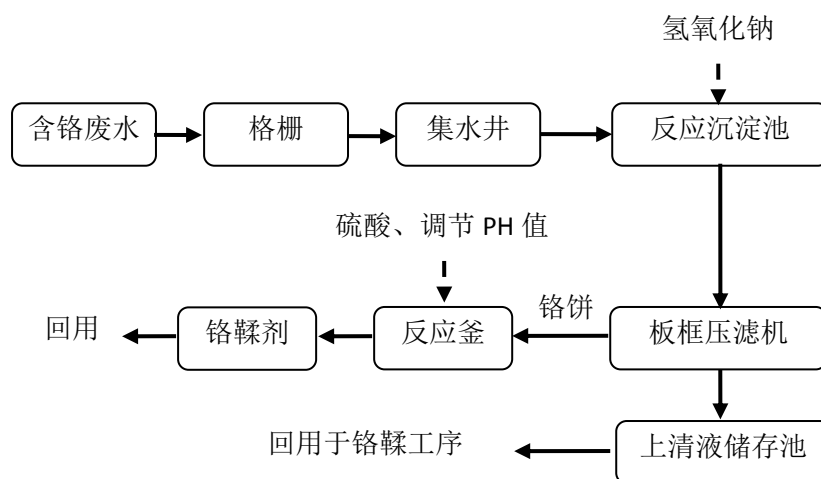 氢氧化钠
含铬废水
格栅
集水井
反应沉淀池
硫酸、调节 PH 值
铬饼
回用
铬鞣剂
反应釜
板框压滤机
回用于铬鞣工序
上清液储存池